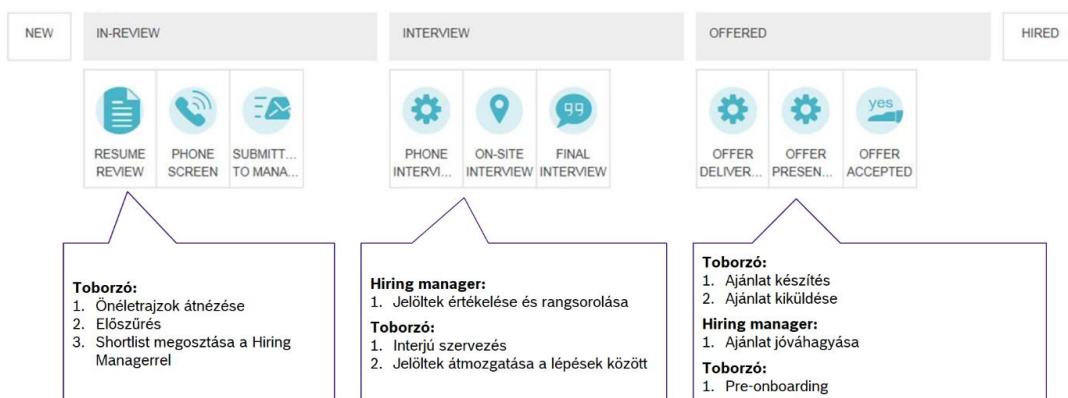 NEW
IN-REVIEW
INTERVIEW
OFFERED
HIRED
RESUME REVIEW
PHONE SCREEN
SUBMITT... TO MANA...
PHONE INTERVI...
ON-SITE INTERVIEW
99
FINAL INTERVIEW
OFFER DELIVER...
OFFER PRESEN...
yes
OFFER ACCEPTED
Toborzó:
1. Önéletrajzok átnézése
2. Előszűrés
3. Shortlist megosztása a Hiring
Managerrel
Hiring manager:
1. Jelöltek értékelése és rangsorolása
Toborzó:
1. Interjú szervezés
2. Jelöltek átmozgatása a lépések között
Toborzó:
1. Ajánlat készítés
2. Ajánlat kiküldése
Hiring manager:
1. Ajánlat jóváhagyása
Toborzó:
1. Pre-onboarding